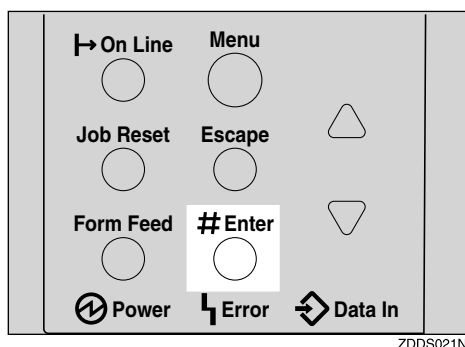 On Line Menu
Job Reset Escape
Form Feed # Enter
Power Error Data In
ZDDS021N